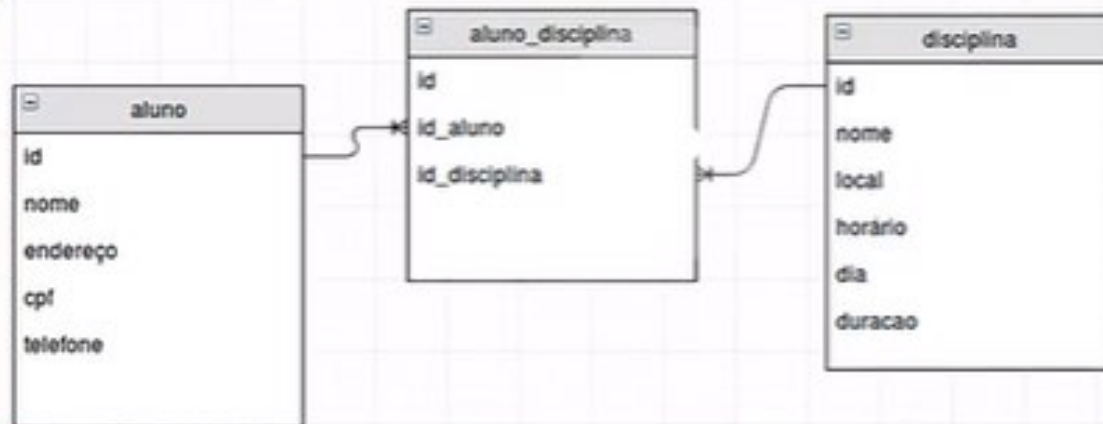 aluno
id
nome
endereço
cpf
telefone
aluno_disciplina
id
id_aluno
id_disciplina
disciplina
id
nome
local
horário
dia
duracao